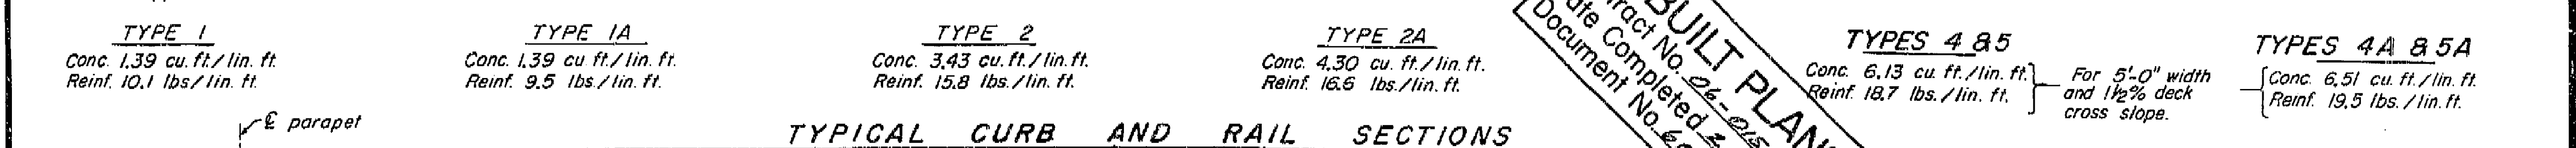 TYPE 1
Conc. 1.39 cu. ft./lin. ft.
Reinf. 10.1 lbs/lin. ft.
TYPE 1A
Conc. 1.39 cu ft./lin. ft.
Reinf. 9.5 lbs./lin. ft.
TYPE 2
Conc. 3.43 cu. ft./lin. ft.
Reinf. 15.8 lbs./lin. ft.
TYPE 2A
Conc. 4.30 cu. ft./lin. ft.
Reinf. 16.6 lbs./lin. ft.
TYPES 4 & 5
Conc. 6.13 cu. ft./lin. ft.
Reinf. 18.7 lbs./lin. ft.
For 5'-0" width
and 1½% deck
cross slope.
TYPES 4A & 5A
Conc. 6.51 cu. ft./lin. ft.
Reinf. 19.5 lbs./lin. ft.
℄ parapet
TYPICAL CURB AND RAIL SECTIONS
BUILT PLAN
No. 06-015
Completed
Document No.